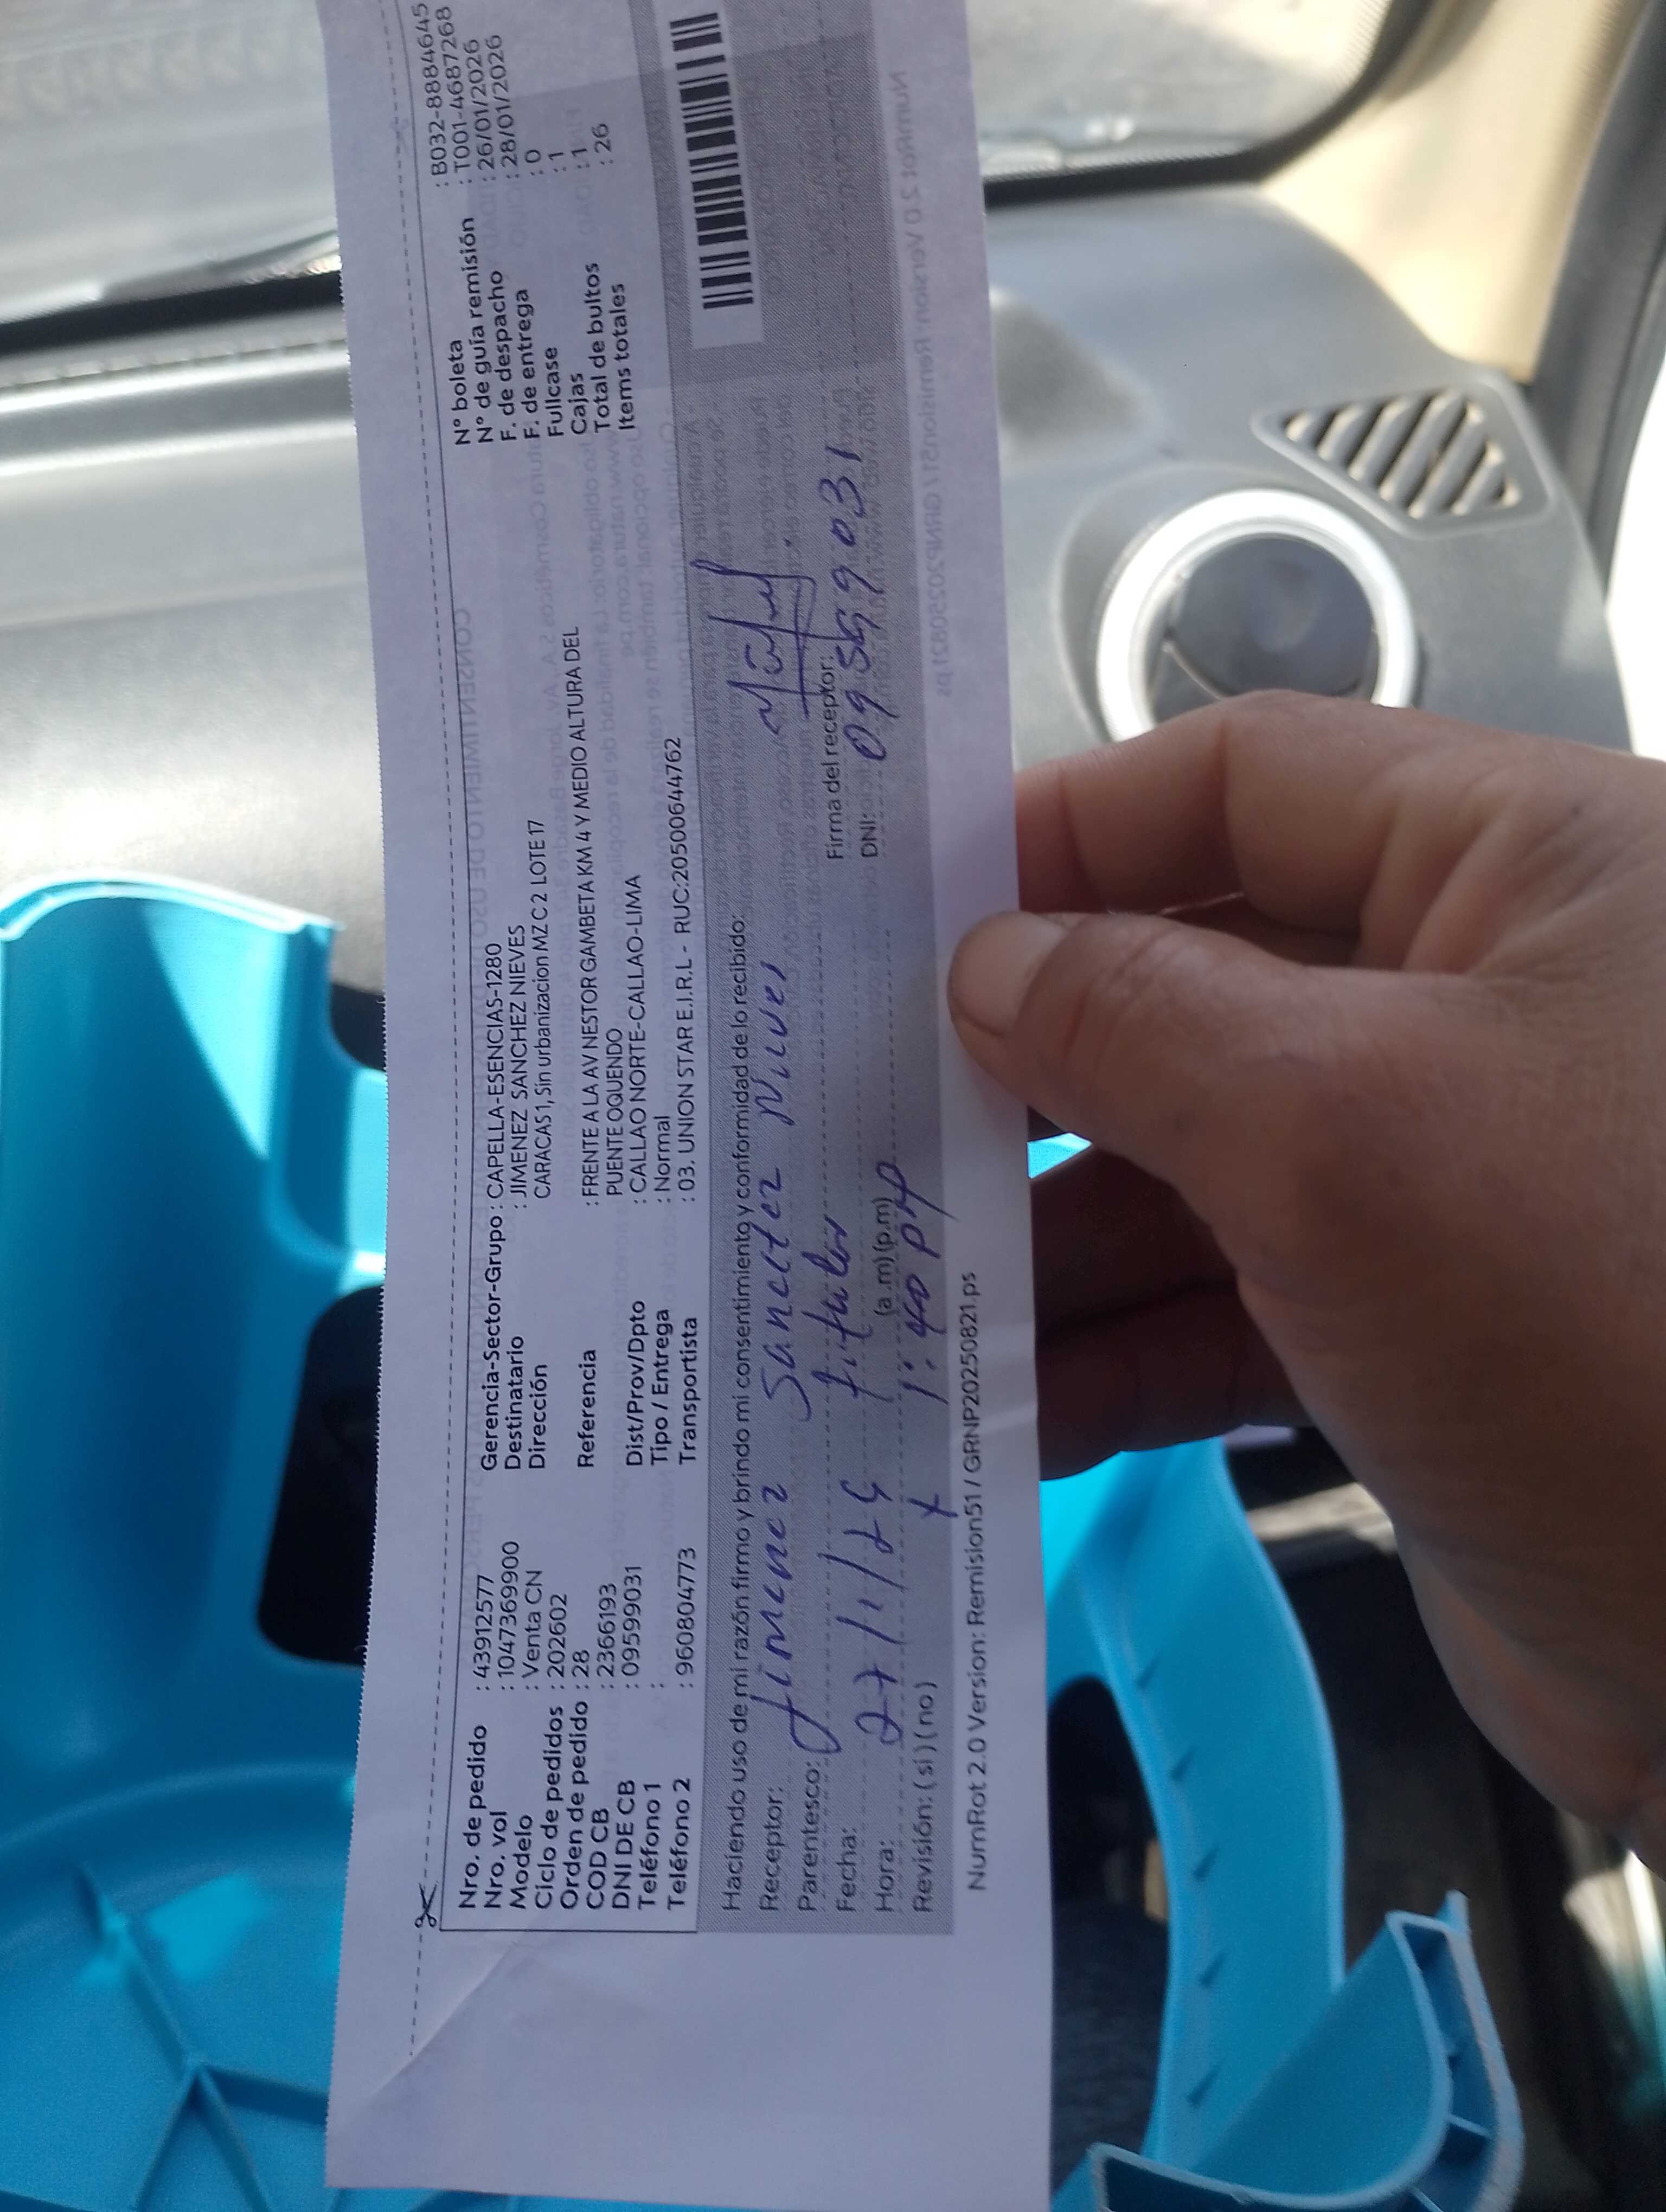 Nro. de pedido : 43912577
Nro. vol : 1047369900
Modelo : Venta CN
Ciclo de pedidos : 202602
Orden de pedido : 28
COD CB : 2366193
DNI DE CB : 09599031
Teléfono 1 :
Teléfono 2 : 960804773
Gerencia-Sector-Grupo : CAPELLA-ESENCIAS-1280
Destinatario : JIMENEZ SANCHEZ NIEVES
Dirección CARACAS 1, Sin urbanizacion MZ C 2 LOTE 17
Referencia : FRENTE A LA AV NESTOR GAMBETA KM 4 Y MEDIO ALTURA DEL
PUENTE OQUENDO
Dist/Prov/Dpto : CALLAO NORTE-CALLAO-LIMA
Tipo / Entrega : Normal
Transportista : 03. UNION STAR E.I.R.L - RUC:20500644762
N° boleta : B032-8884645
N° de guía remisión : T001-4687268
F. de despacho : 26/01/2026
F. de entrega : 28/01/2026
Fullcase : 0
Cajas : 1
Total de bultos : 1
Items totales : 26
Haciendo uso de mi razón firmo y brindo mi consentimiento y conformidad de lo recibido:
Receptor: Jimenez Sanchez Nieves
Parentesco: titular
Firma del receptor:
Fecha: 27/1/26
DNI: 09599031
Hora: (a.m)(p.m) 1:40 pm
Revisión: (si)(no) x
NumRot 2.0 Version: Remision51 / GRNP20250821.ps